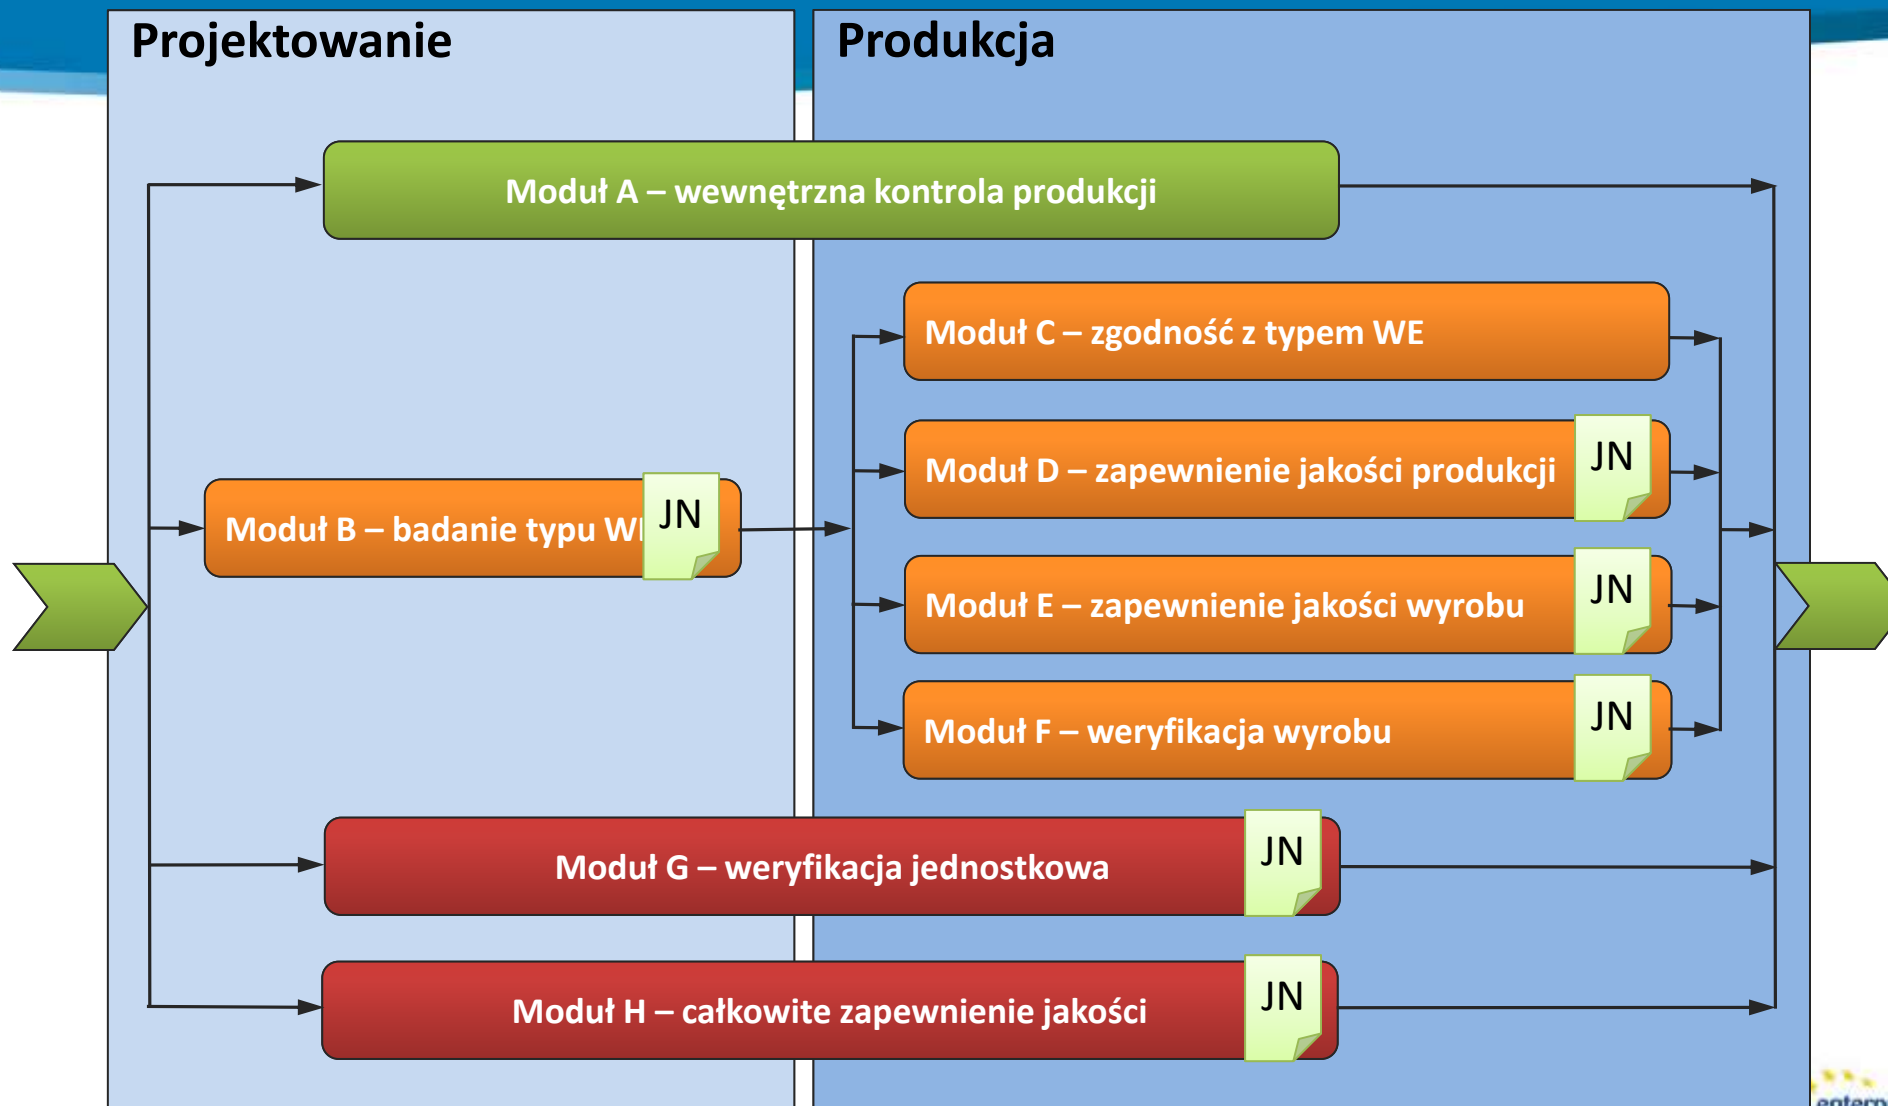 Projektowanie
Produkcja
Moduł A – wewnętrzna kontrola produkcji
Moduł C – zgodność z typem WE
Moduł D – zapewnienie jakości produkcji
JN
Moduł B – badanie typu
JN
Moduł E – zapewnienie jakości wyrobu
JN
Moduł F – weryfikacja wyrobu
JN
Moduł G – weryfikacja jednostkowa
JN
Moduł H – całkowite zapewnienie jakości
JN